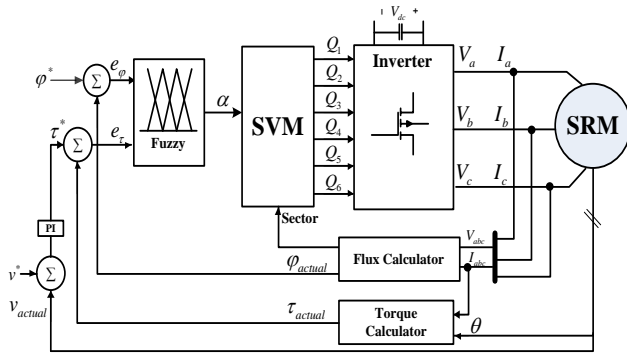 V_dc
φ*
Σ
e_φ
Fuzzy
α
SVM
Q_1
Q_2
Q_3
Q_4
Q_5
Q_6
Inverter
V_a I_a
V_b I_b
V_c I_c
SRM
τ*
Σ
e_τ
PI
Sector
v*
Σ
v_actual
φ_actual
Flux Calculator
V_abc
I_abc
τ_actual
Torque
Calculator
θ